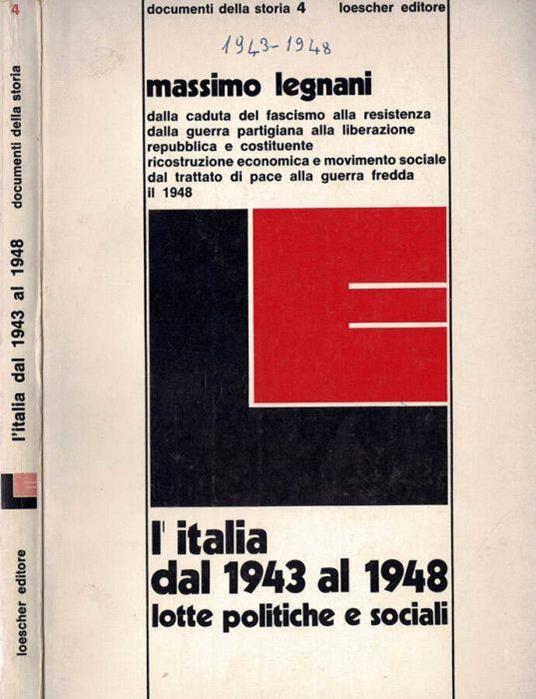 4
documenti della storia
l'italia dal 1943 al 1948
loescher editore
documenti della storia 4 loescher editore
1943-1948
massimo legnani
dalla caduta del fascismo alla resistenza
dalla guerra partigiana alla liberazione
repubblica e costituente
ricostruzione economica e movimento sociale
dal trattato di pace alla guerra fredda
il 1948
l'italia
dal 1943 al 1948
lotte politiche e sociali